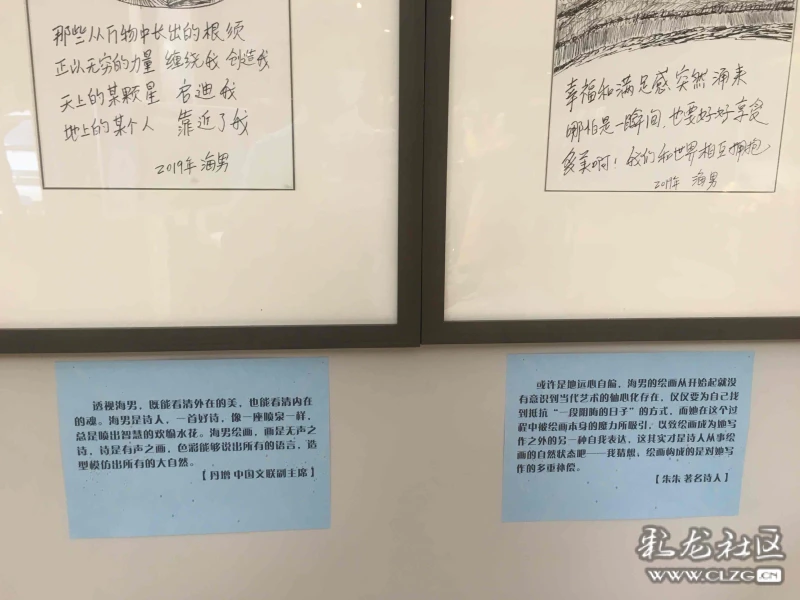 那些从万物中长出的根须
正以无穷的力量 缠绕我 创造我
天上的某颗星 启迪我
地上的某个人 靠近了我
2019年 海男
幸福和满足感突然涌来
哪怕是一瞬间,也要好好享受
多美啊!我们和世界相互拥抱
2019年 海男
透视海男,既能看清外在的美,也能看清内在
的魂。海男是诗人,一首好诗,像一座喷泉一样,
总是喷出智慧的欢愉水花。海男绘画,画是无声之
诗,诗是有声之画,色彩能够说出所有的语言,造
型模仿出所有的大自然。
【丹增 中国文联副主席】
或许是地远心自偏,海男的绘画从开始起就没
有意识到当代艺术的仙心化存在,仅仅要为自己找
到抵抗“一段阴晦的日子”的方式,而她在这个过
程中被绘画本身的魔力所吸引,以致绘画成为她写
作之外的另一种自我表达,这其实才是诗人从事绘
画的自然状态吧——我猜想,绘画构成的是对她写
作的多重补偿。
【朱朱 著名诗人】
彩龙社区
WWW.CLZG.CN